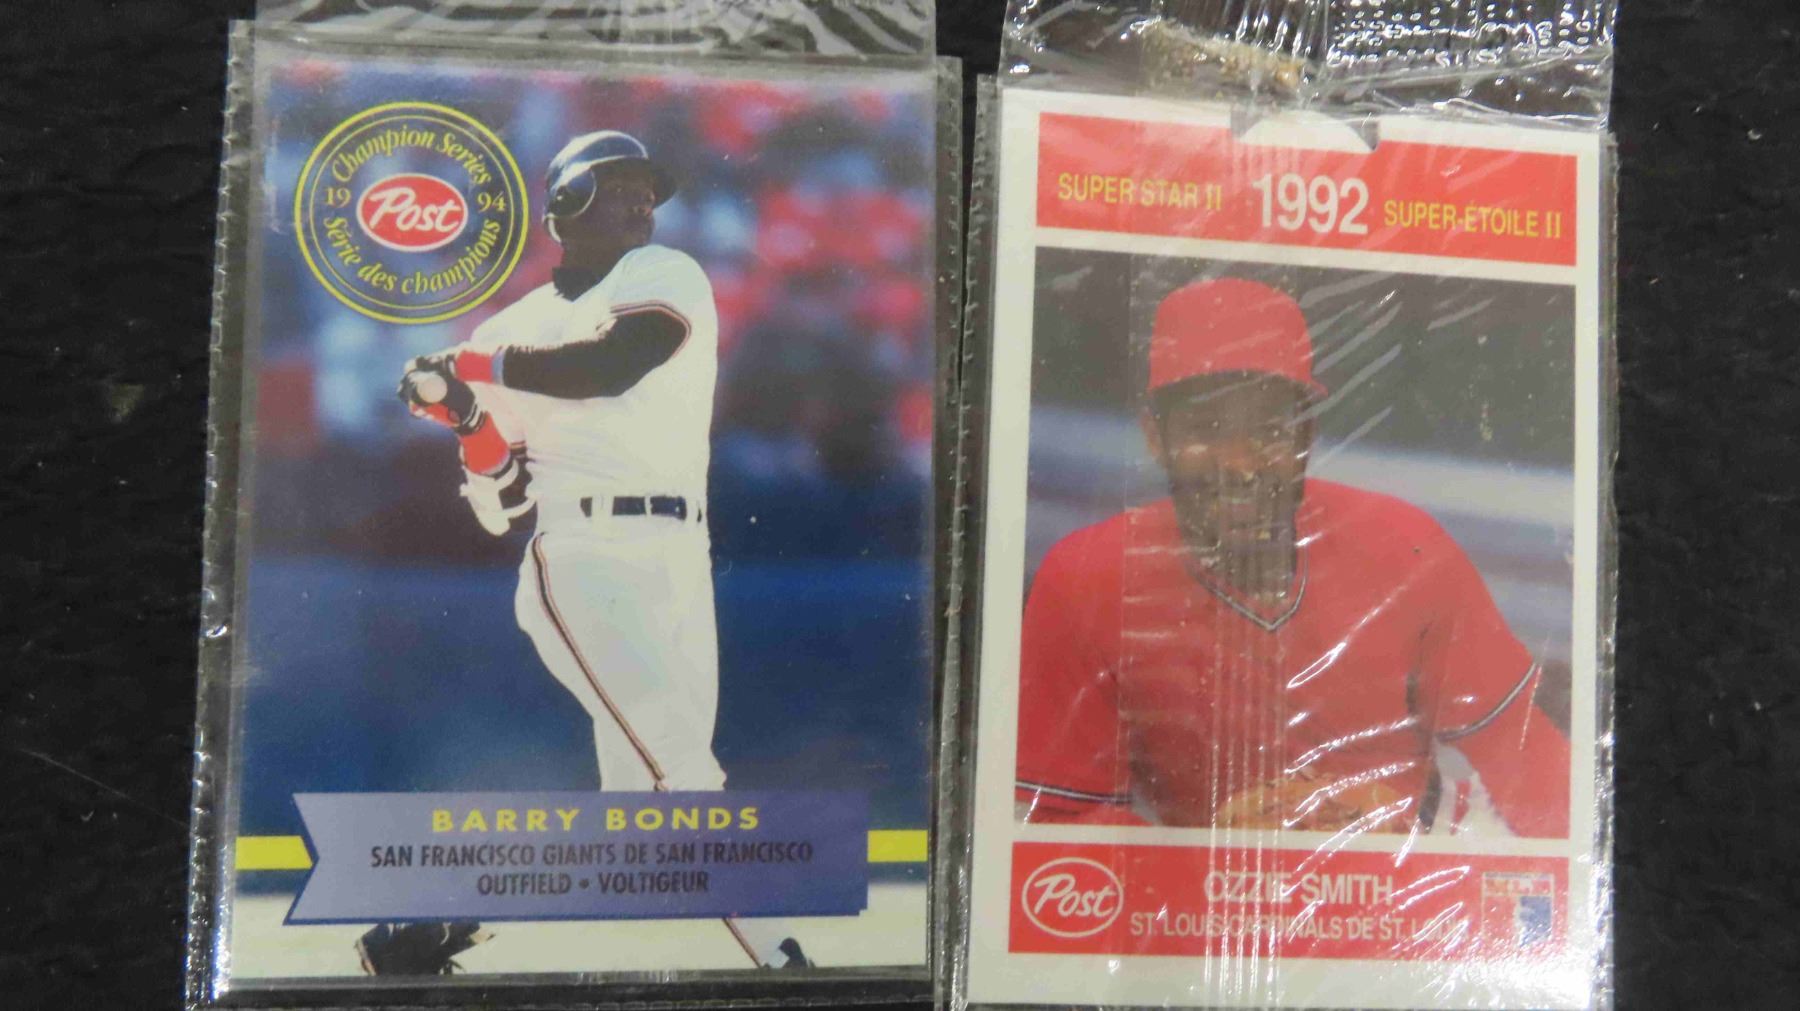 Champion Series
19 Post 94
Série des champions
BARRY BONDS
SAN FRANCISCO GIANTS DE SAN FRANCISCO
OUTFIELD • VOLTIGEUR
SUPER STAR II 1992 SUPER-ÉTOILE II
Post
OZZIE SMITH
ST. LOUIS CARDINALS DE ST.